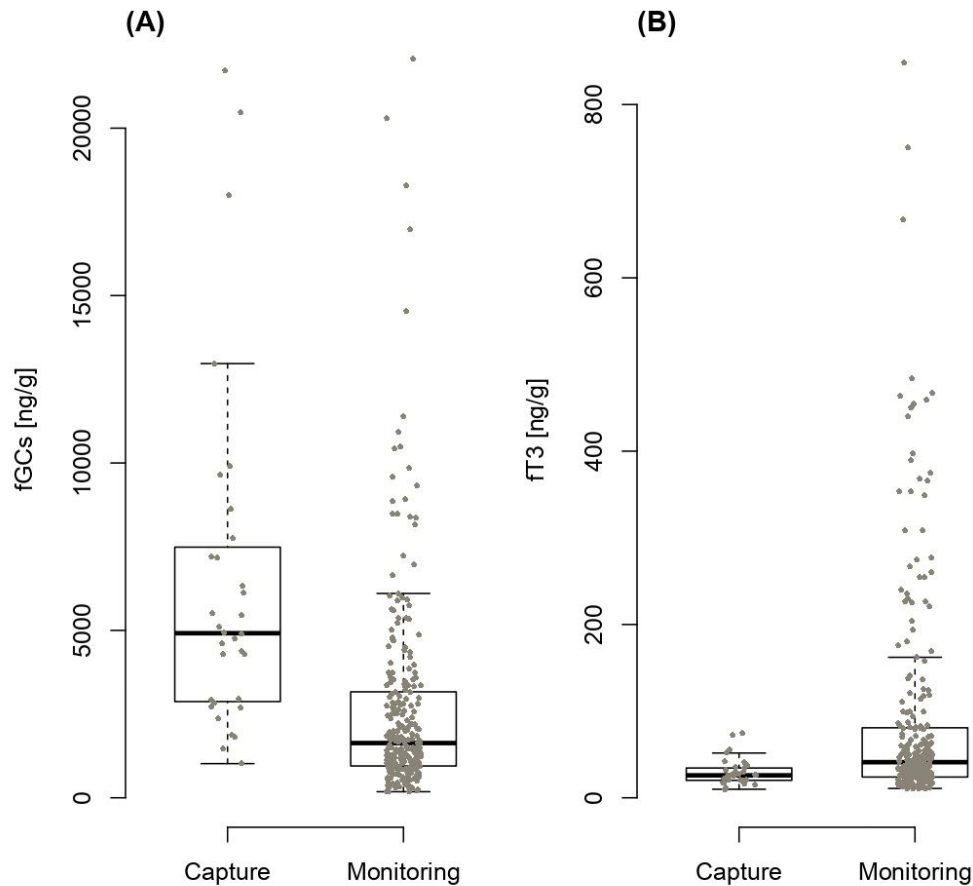 (A)
fGCs [ng/g]
20000
15000
10000
5000
0
Capture
Monitoring
(B)
fT3 [ng/g]
800
600
400
200
0
Capture
Monitoring